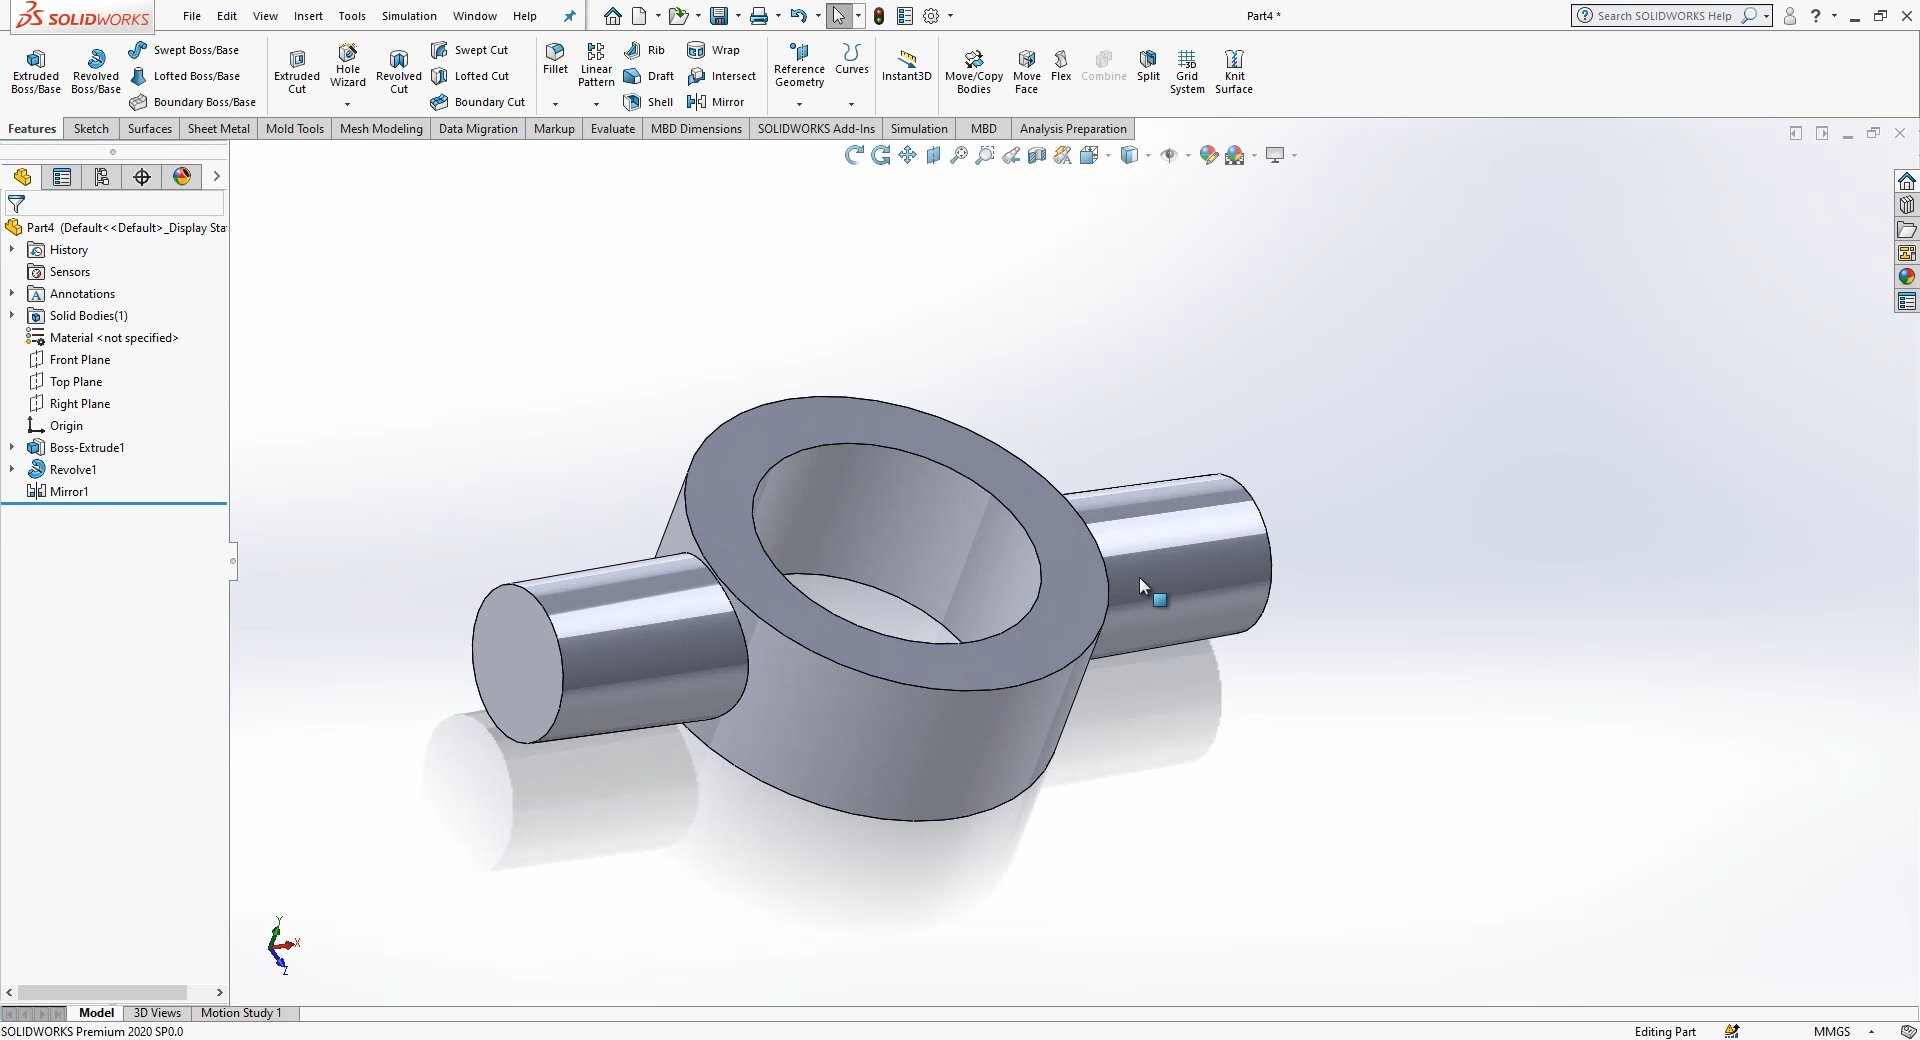 SOLIDWORKS
File Edit View Insert Tools Simulation Window Help
Part4 *
Search SOLIDWORKS Help
Extruded Boss/Base
Revolved Boss/Base
Swept Boss/Base
Lofted Boss/Base
Boundary Boss/Base
Extruded Cut
Hole Wizard
Revolved Cut
Swept Cut
Lofted Cut
Boundary Cut
Fillet
Linear Pattern
Rib
Draft
Shell
Wrap
Intersect
Mirror
Reference Geometry
Curves
Instant3D
Move/Copy Bodies
Move Face
Flex
Combine
Split
3D
Grid System
Knit Surface
Features Sketch Surfaces Sheet Metal Mold Tools Mesh Modeling Data Migration Markup Evaluate MBD Dimensions SOLIDWORKS Add-Ins Simulation MBD Analysis Preparation
Part4 (Default<<Default>_Display Sta
History
Sensors
A Annotations
Solid Bodies(1)
Material <not specified>
Front Plane
Top Plane
Right Plane
Origin
Boss-Extrude1
Revolve1
Mirror1
Y
X
Z
Model 3D Views Motion Study 1
SOLIDWORKS Premium 2020 SP0.0
Editing Part
MMGS